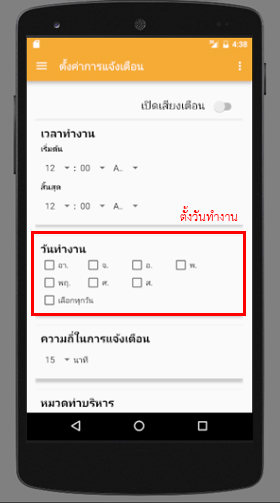 4:38
ตั้งค่าการแจ้งเตือน
เปิดเสียงเตือน
เวลาทำงาน
เริ่มต้น
12 : 00 A..
สิ้นสุด
12 : 00 A..
ตั้งวันทำงาน
วันทำงาน
อา. จ. อ. พ.
พฤ. ศ. ส.
เลือกทุกวัน
ความถี่ในการแจ้งเตือน
15 นาที
หมวดท่าบริหาร